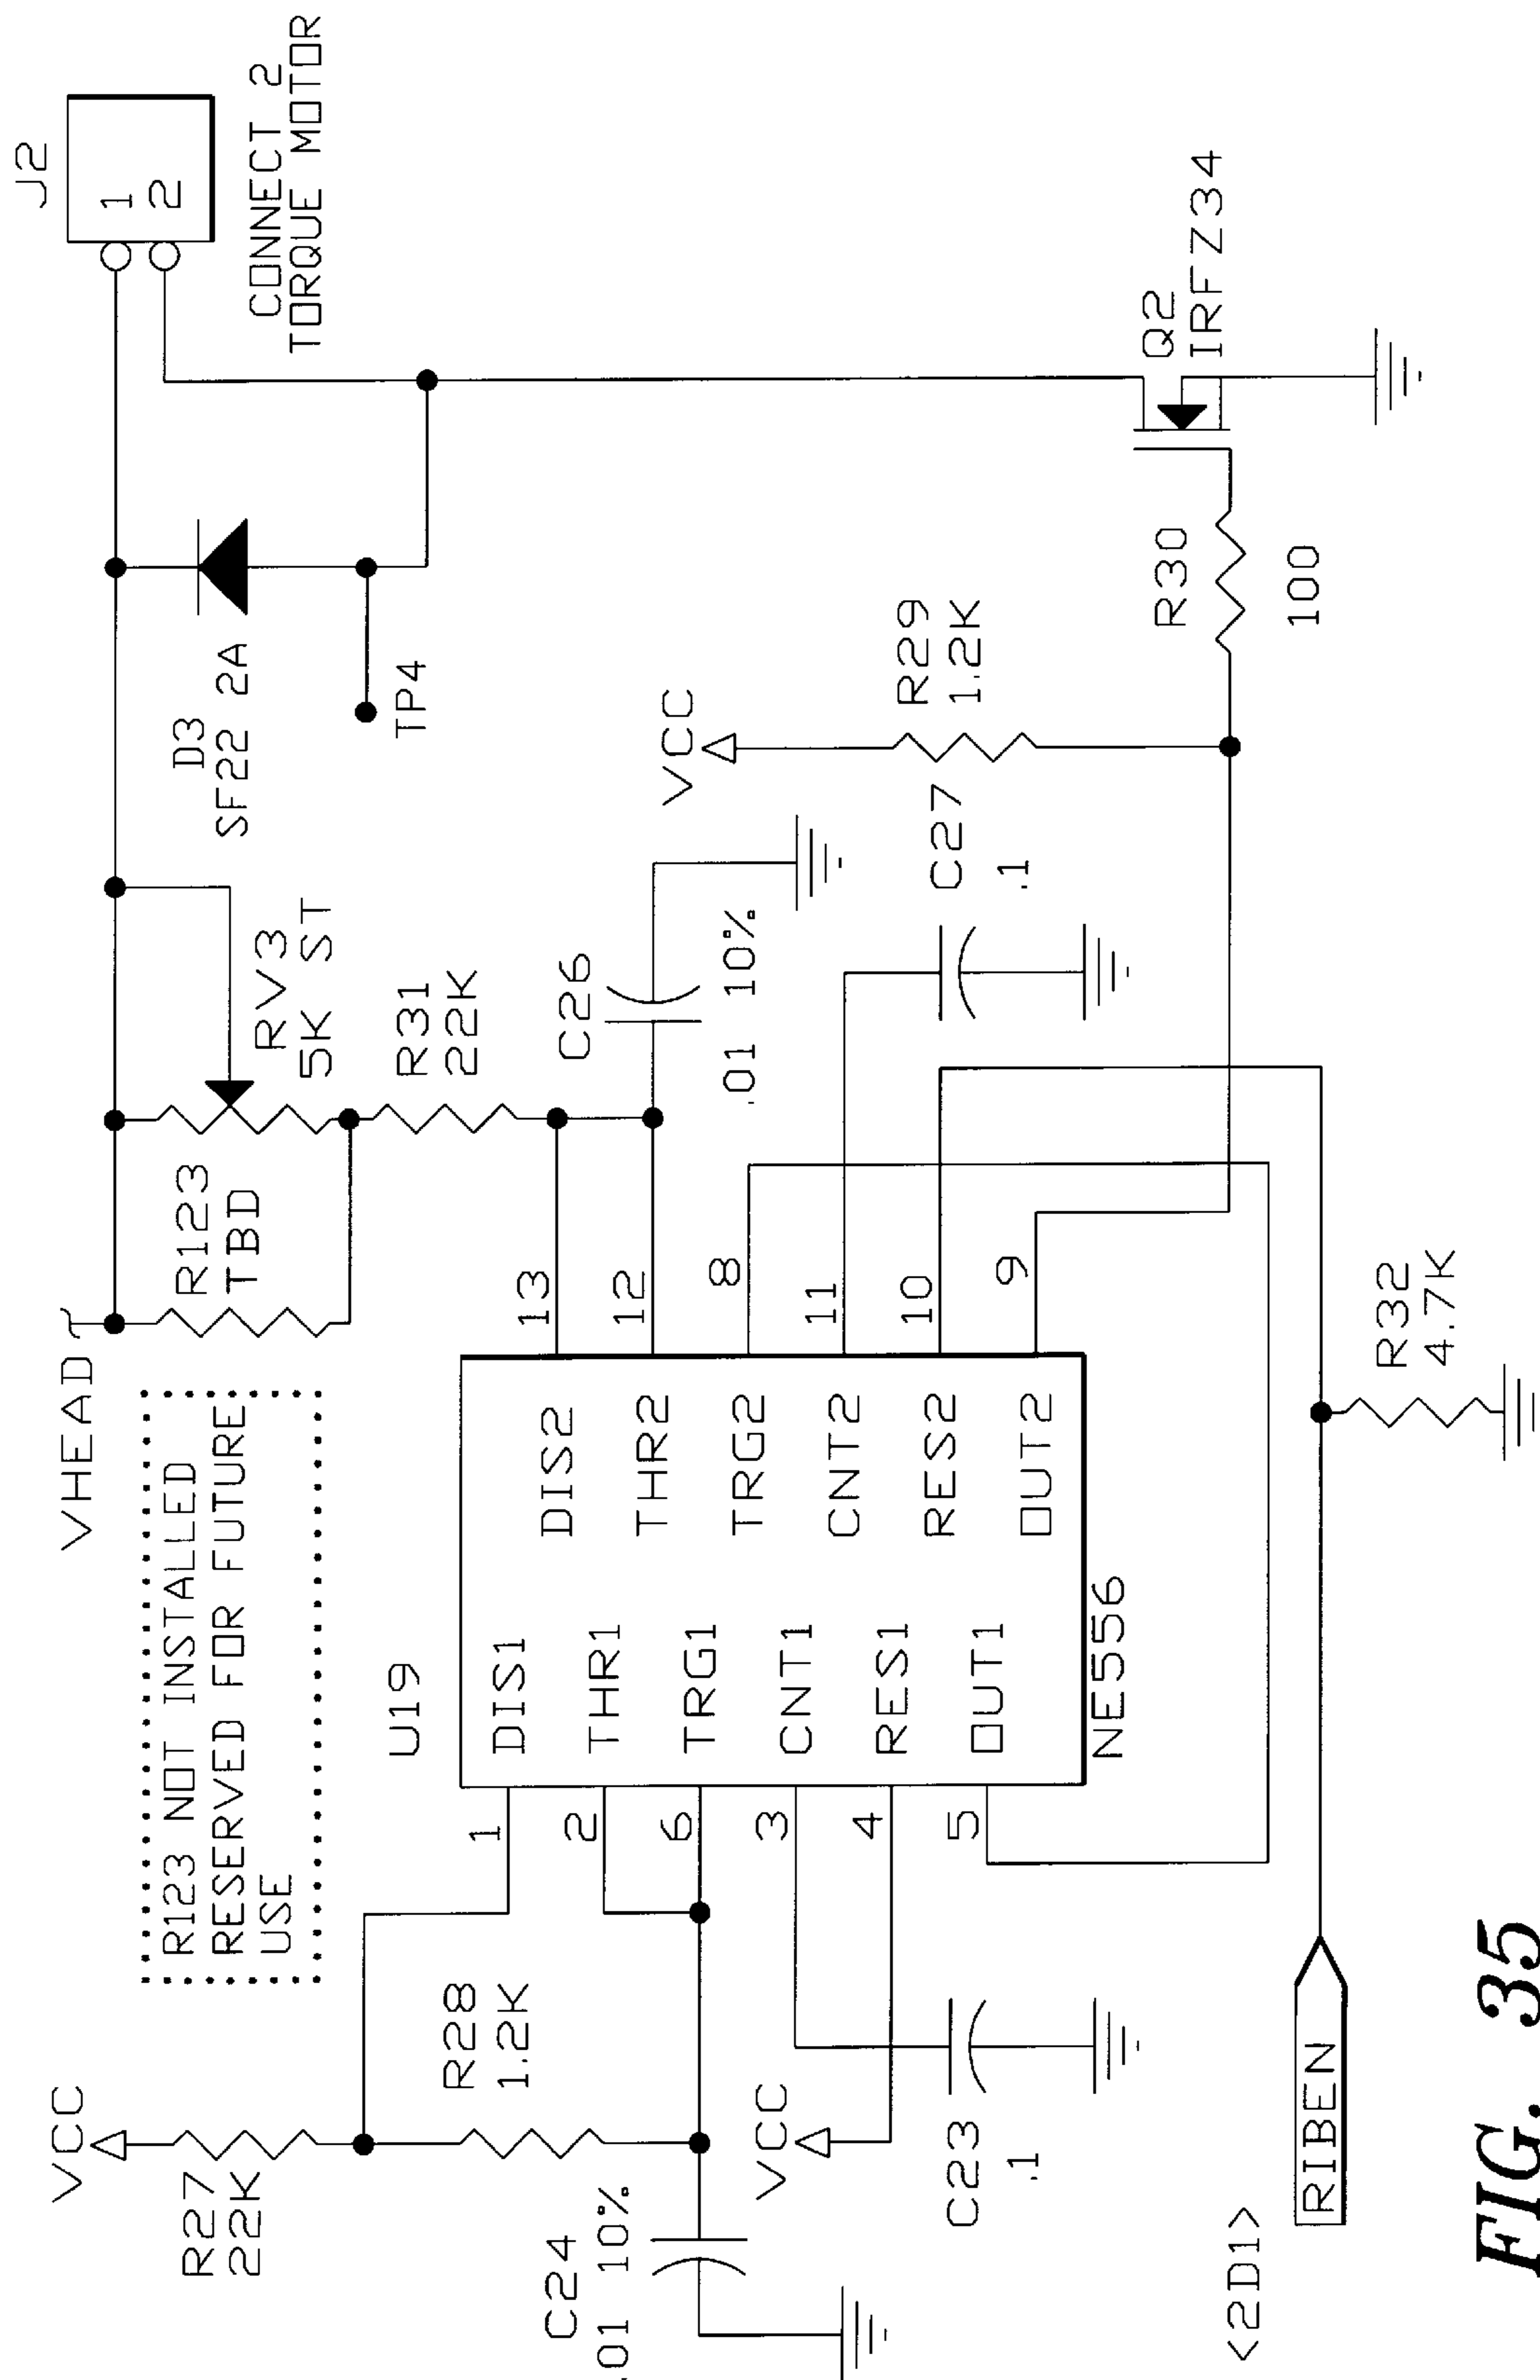 J2
1
2
CONNECT 2
TORQUE MOTOR
VHEAD
R123 NOT INSTALLED
RESERVED FOR FUTURE
USE
R123
TBD
RV3
5K ST
D3
SF22 2A
TP4
R31
22K
C26
.01 10%
VCC
R29
1.2K
C27
.1
R30
100
Q2
IRFZ34
VCC
R27
22K
R28
1.2K
C24
.01 10%
VCC
C23
.1
U19
DIS1
THR1
TRG1
CNT1
RES1
OUT1
DIS2
THR2
TRG2
CNT2
RES2
OUT2
NE556
1
2
6
3
4
5
13
12
8
11
10
9
R32
4.7K
<2D1>
RIBEN
FIG. 35